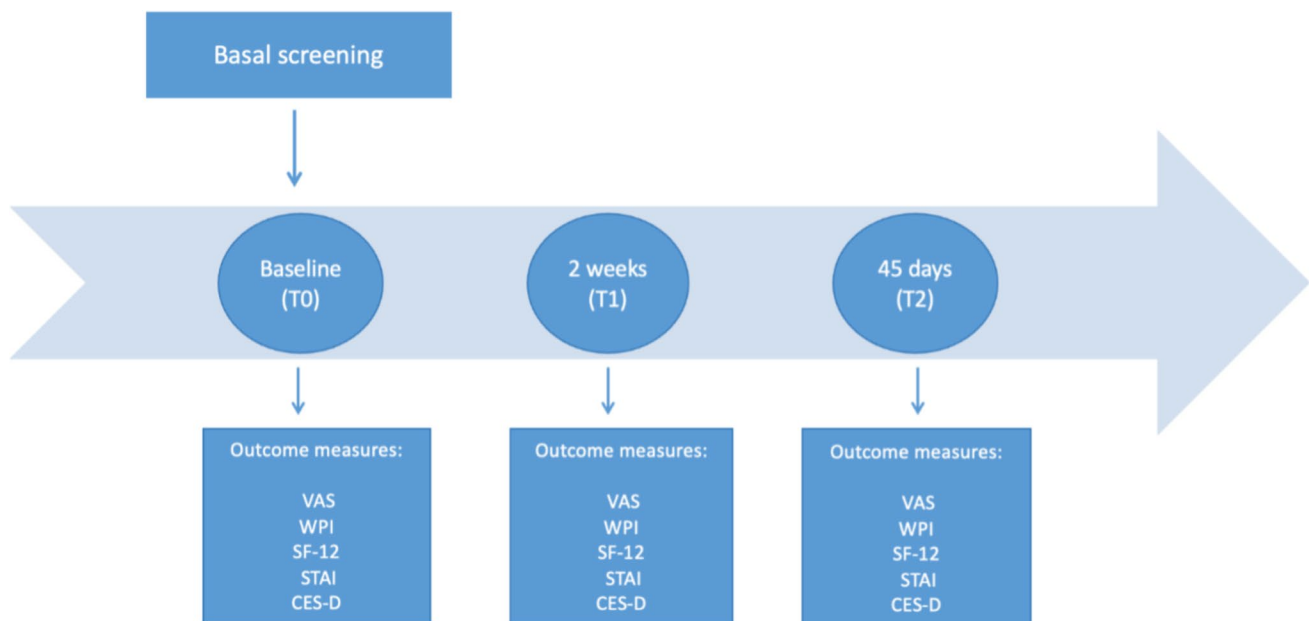 Basal screening
Baseline
(T0)
2 weeks
(T1)
45 days
(T2)
Outcome measures:
VAS
WPI
SF-12
STAI
CES-D
Outcome measures:
VAS
WPI
SF-12
STAI
CES-D
Outcome measures:
VAS
WPI
SF-12
STAI
CES-D